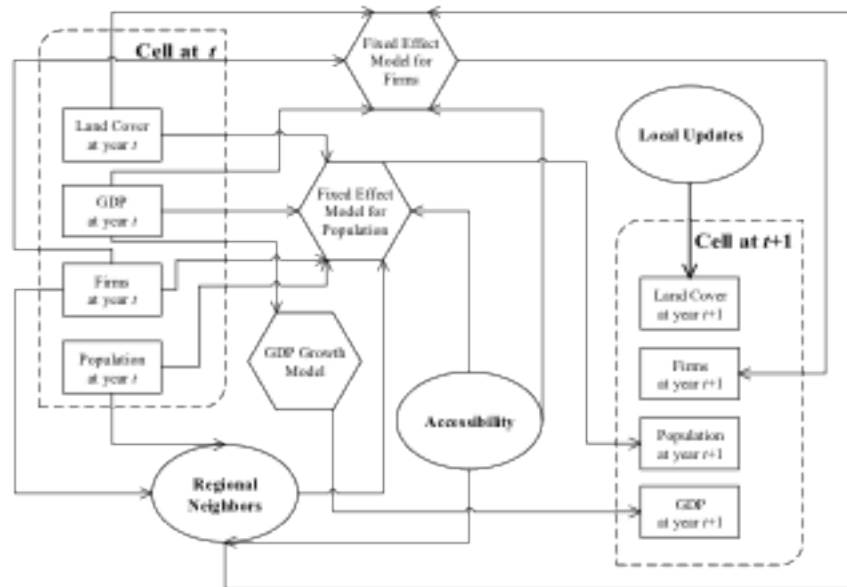 Cell at t
Land Cover
at year t
GDP
at year t
Firms
at year t
Population
at year t
Fixed Effect
Model for
Firms
Fixed Effect
Model for
Population
GDP Growth
Model
Regional
Neighbors
Accessibility
Local Updates
Cell at t+1
Land Cover
at year t+1
Firms
at year t+1
Population
at year t+1
GDP
at year t+1